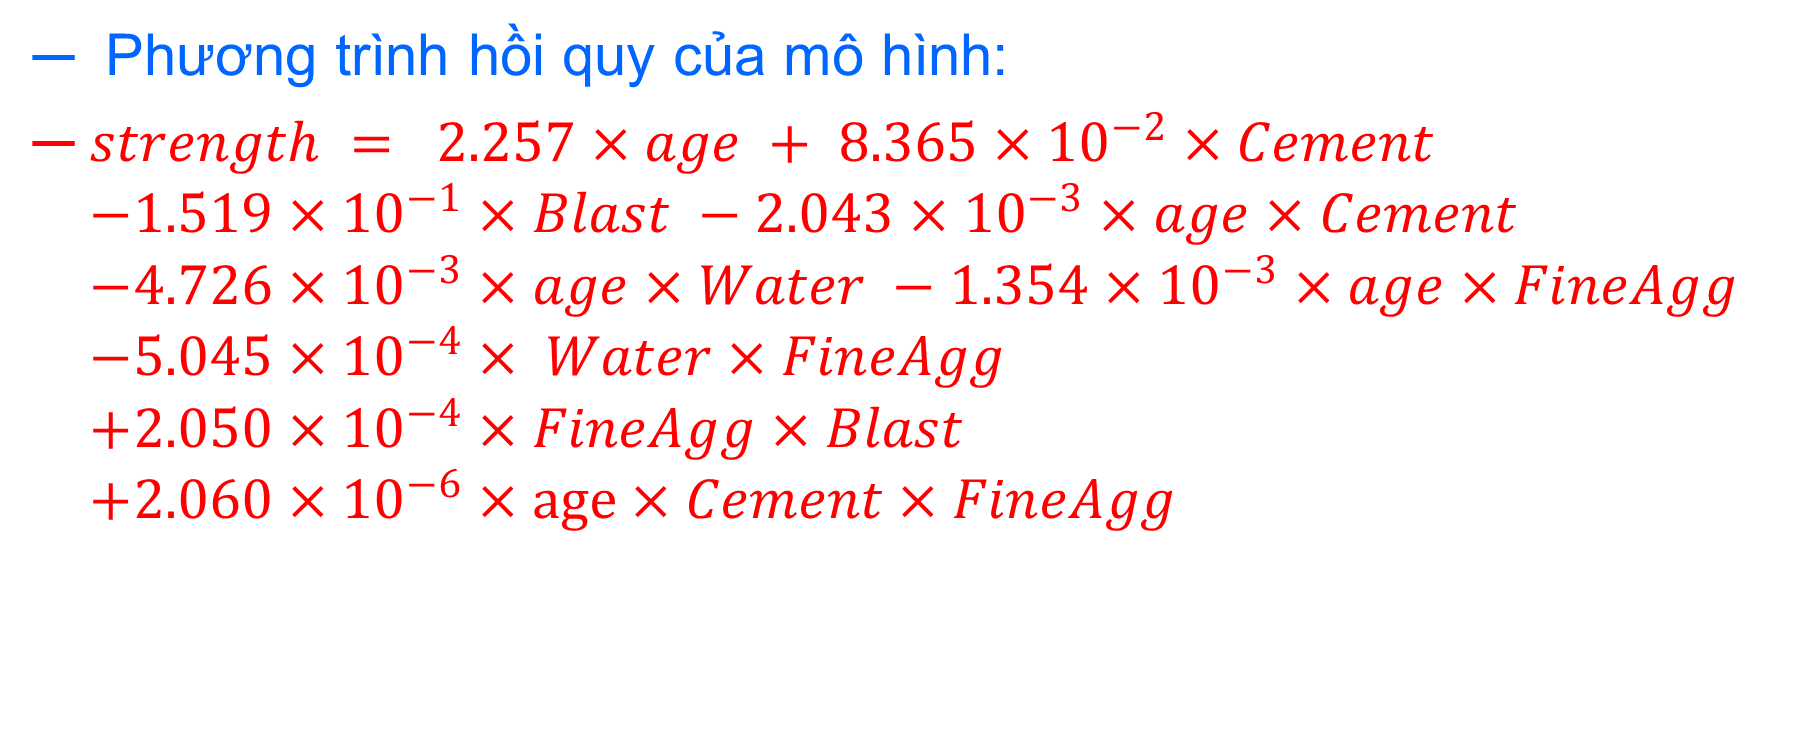 — Phương trình hồi quy của mô hình:
— strength = 2.257 × age + 8.365 × 10⁻² × Cement
−1.519 × 10⁻¹ × Blast − 2.043 × 10⁻³ × age × Cement
−4.726 × 10⁻³ × age × Water − 1.354 × 10⁻³ × age × FineAgg
−5.045 × 10⁻⁴ × Water × FineAgg
+2.050 × 10⁻⁴ × FineAgg × Blast
+2.060 × 10⁻⁶ × age × Cement × FineAgg